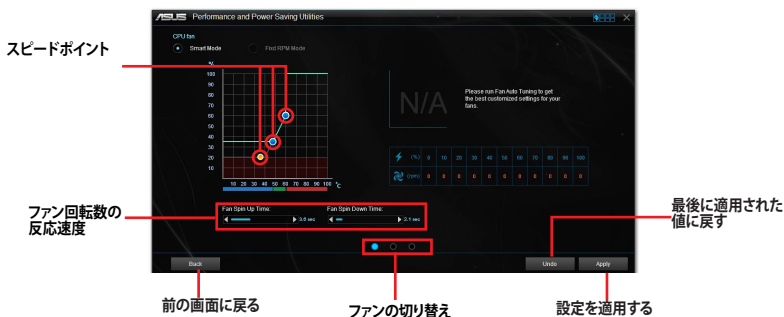 ASUS Performance and Power Saving Utilities
CPU fan
Smart Mode
Fixd RPM Mode
スピードポイント
%
100
90
80
70
60
50
40
30
20
10
10 20 30 40 50 60 70 80 90 100 °C
N/A
Please run Fan Auto Tuning to get
the best customized settings for your
fans.
(%) 0 10 20 30 40 50 60 70 80 90 100
(rpm) 0 0 0 0 0 0 0 0 0 0 0
ファン回転数の
反応速度
Fan Spin Up Time:
3.6 sec
Fan Spin Down Time:
2.1 sec
最後に適用された
値に戻す
Back
Undo
Apply
前の画面に戻る
ファンの切り替え
設定を適用する